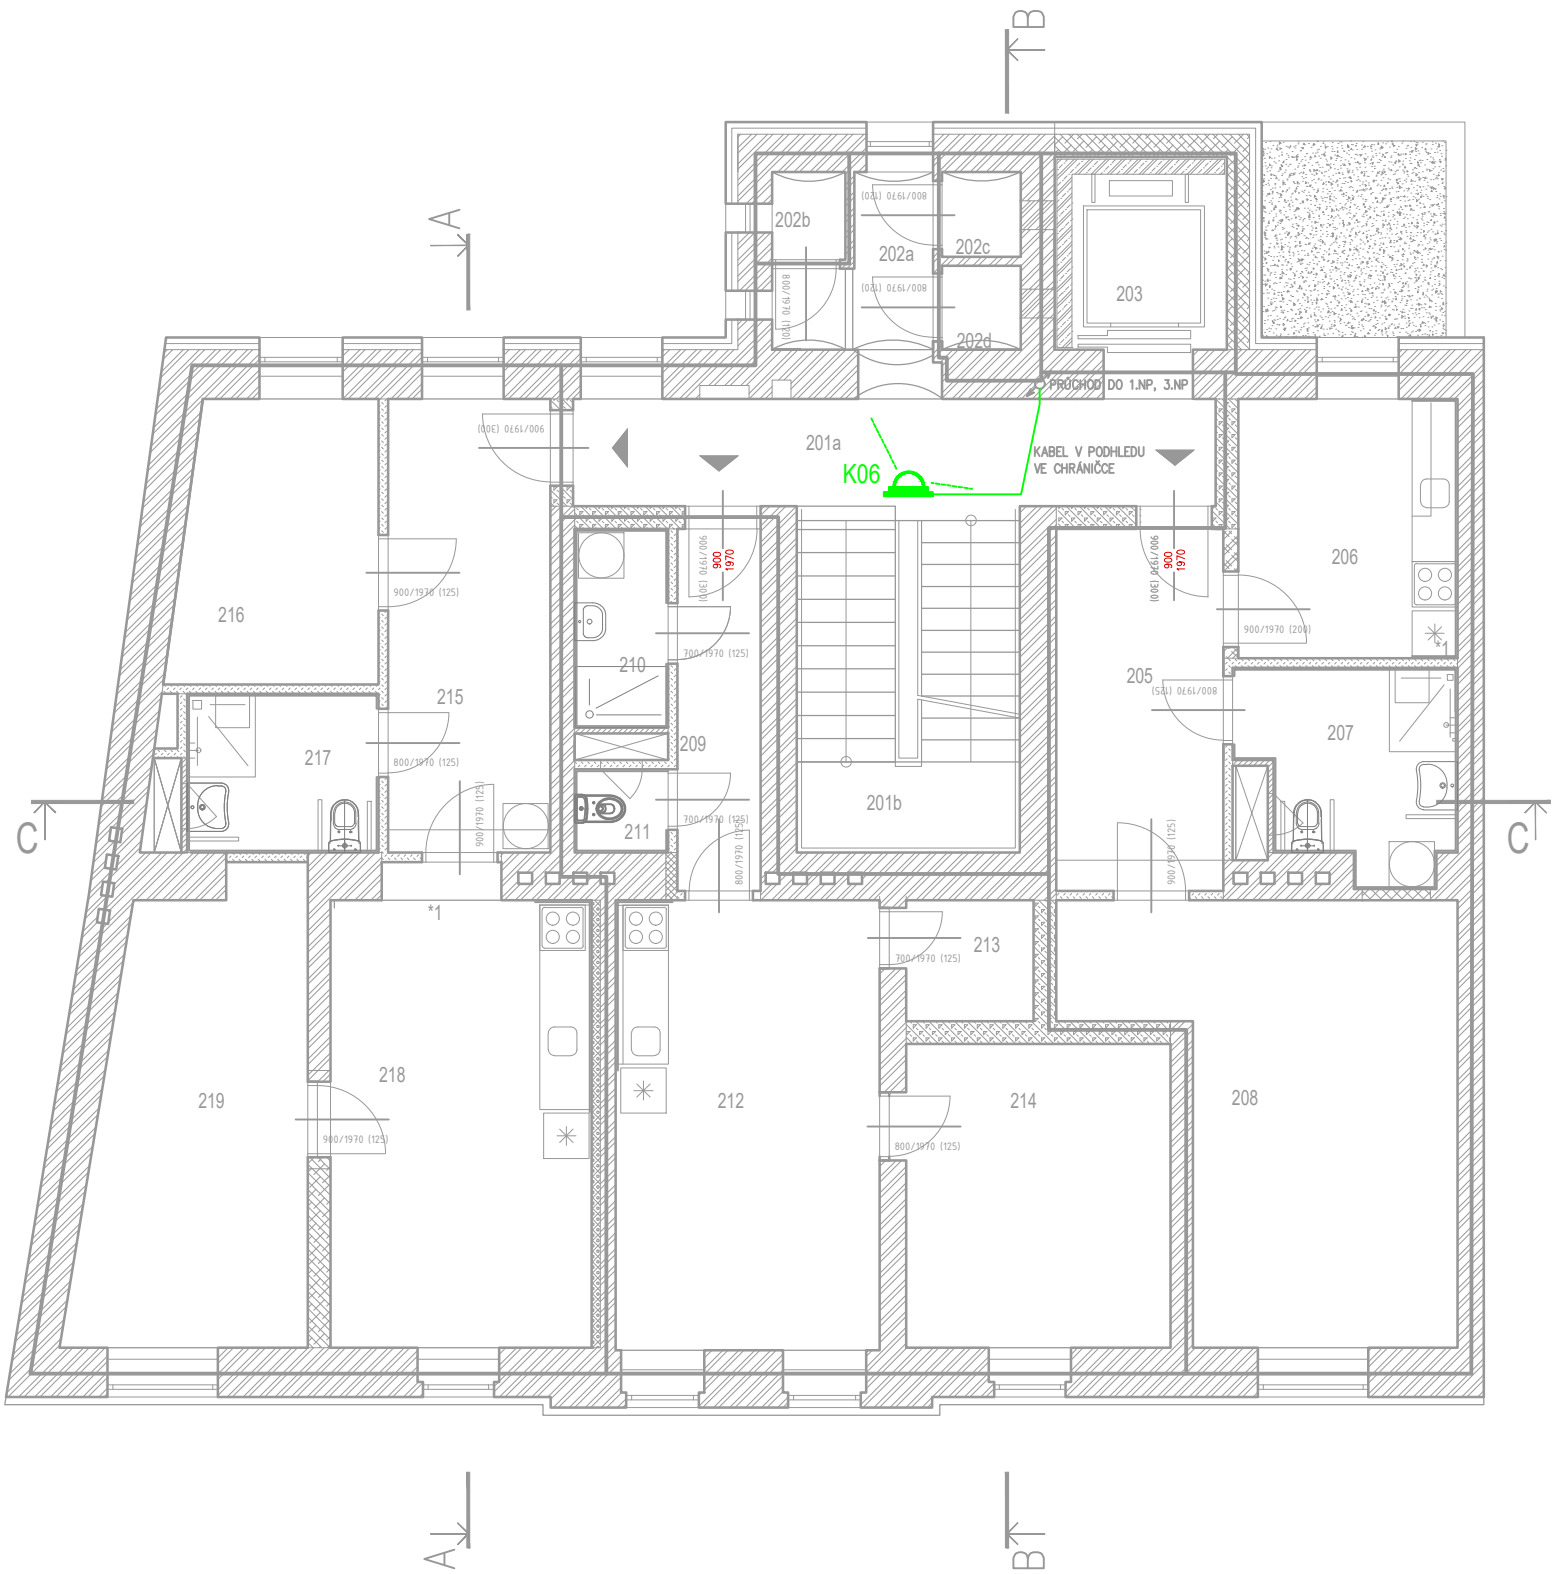 B
A
202b
800/1970 (120)
202a
202c
203
800/1970 (120)
800/1970 (120)
202d
PRŮCHOD DO 1.NP, 3.NP
900/1970 (300)
201a
KABEL V PODHLEDU
VE CHRÁNIČCE
K06
900/1970 (300)
900
1970
900/1970 (300)
900
1970
206
216
900/1970 (125)
900/1970 (200)
*1
210
700/1970 (125)
205
800/1970 (125)
215
207
217
209
800/1970 (125)
900/1970 (125)
211
700/1970 (125)
201b
C
C
800/1970 (125)
900/1970 (125)
*1
213
700/1970 (125)
218
219
212
214
208
900/1970 (125)
800/1970 (125)
A
B